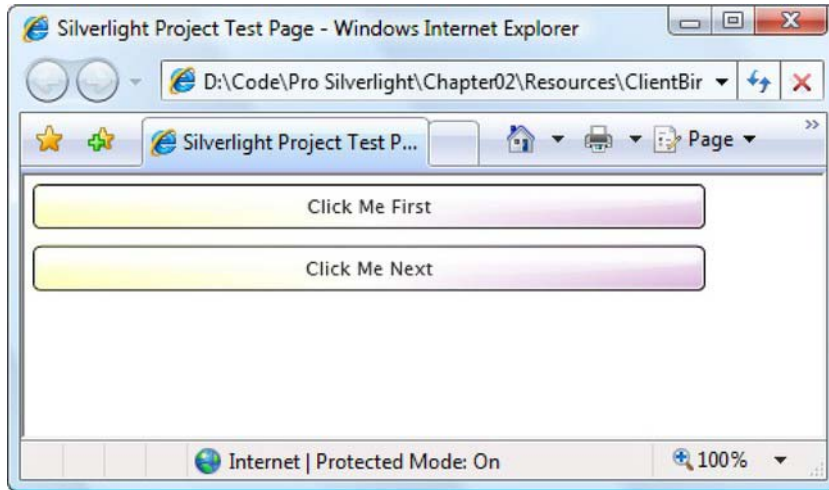 Silverlight Project Test Page - Windows Internet Explorer
D:\Code\Pro Silverlight\Chapter02\Resources\ClientBir
Silverlight Project Test P...
Page
Click Me First
Click Me Next
Internet | Protected Mode: On
100%